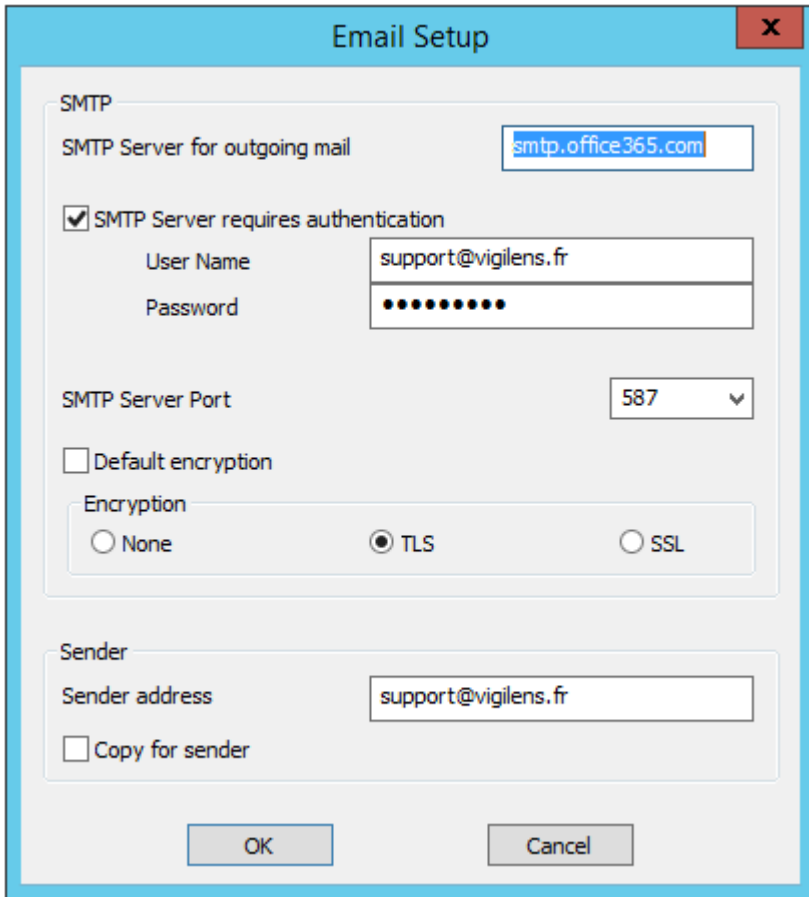 Email Setup
x
SMTP
SMTP Server for outgoing mail smtp.office365.com
SMTP Server requires authentication
User Name support@vigilens.fr
Password •••••••••
SMTP Server Port 587
Default encryption
Encryption
None TLS SSL
Sender
Sender address support@vigilens.fr
Copy for sender
OK Cancel